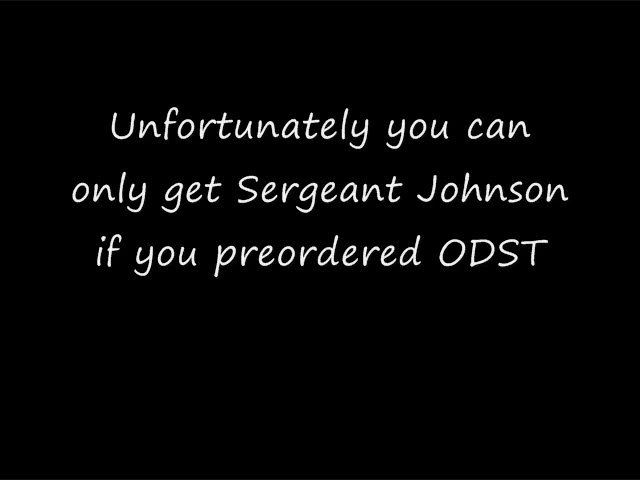 Unfortunately you can
only get Sergeant Johnson
if you preordered ODST